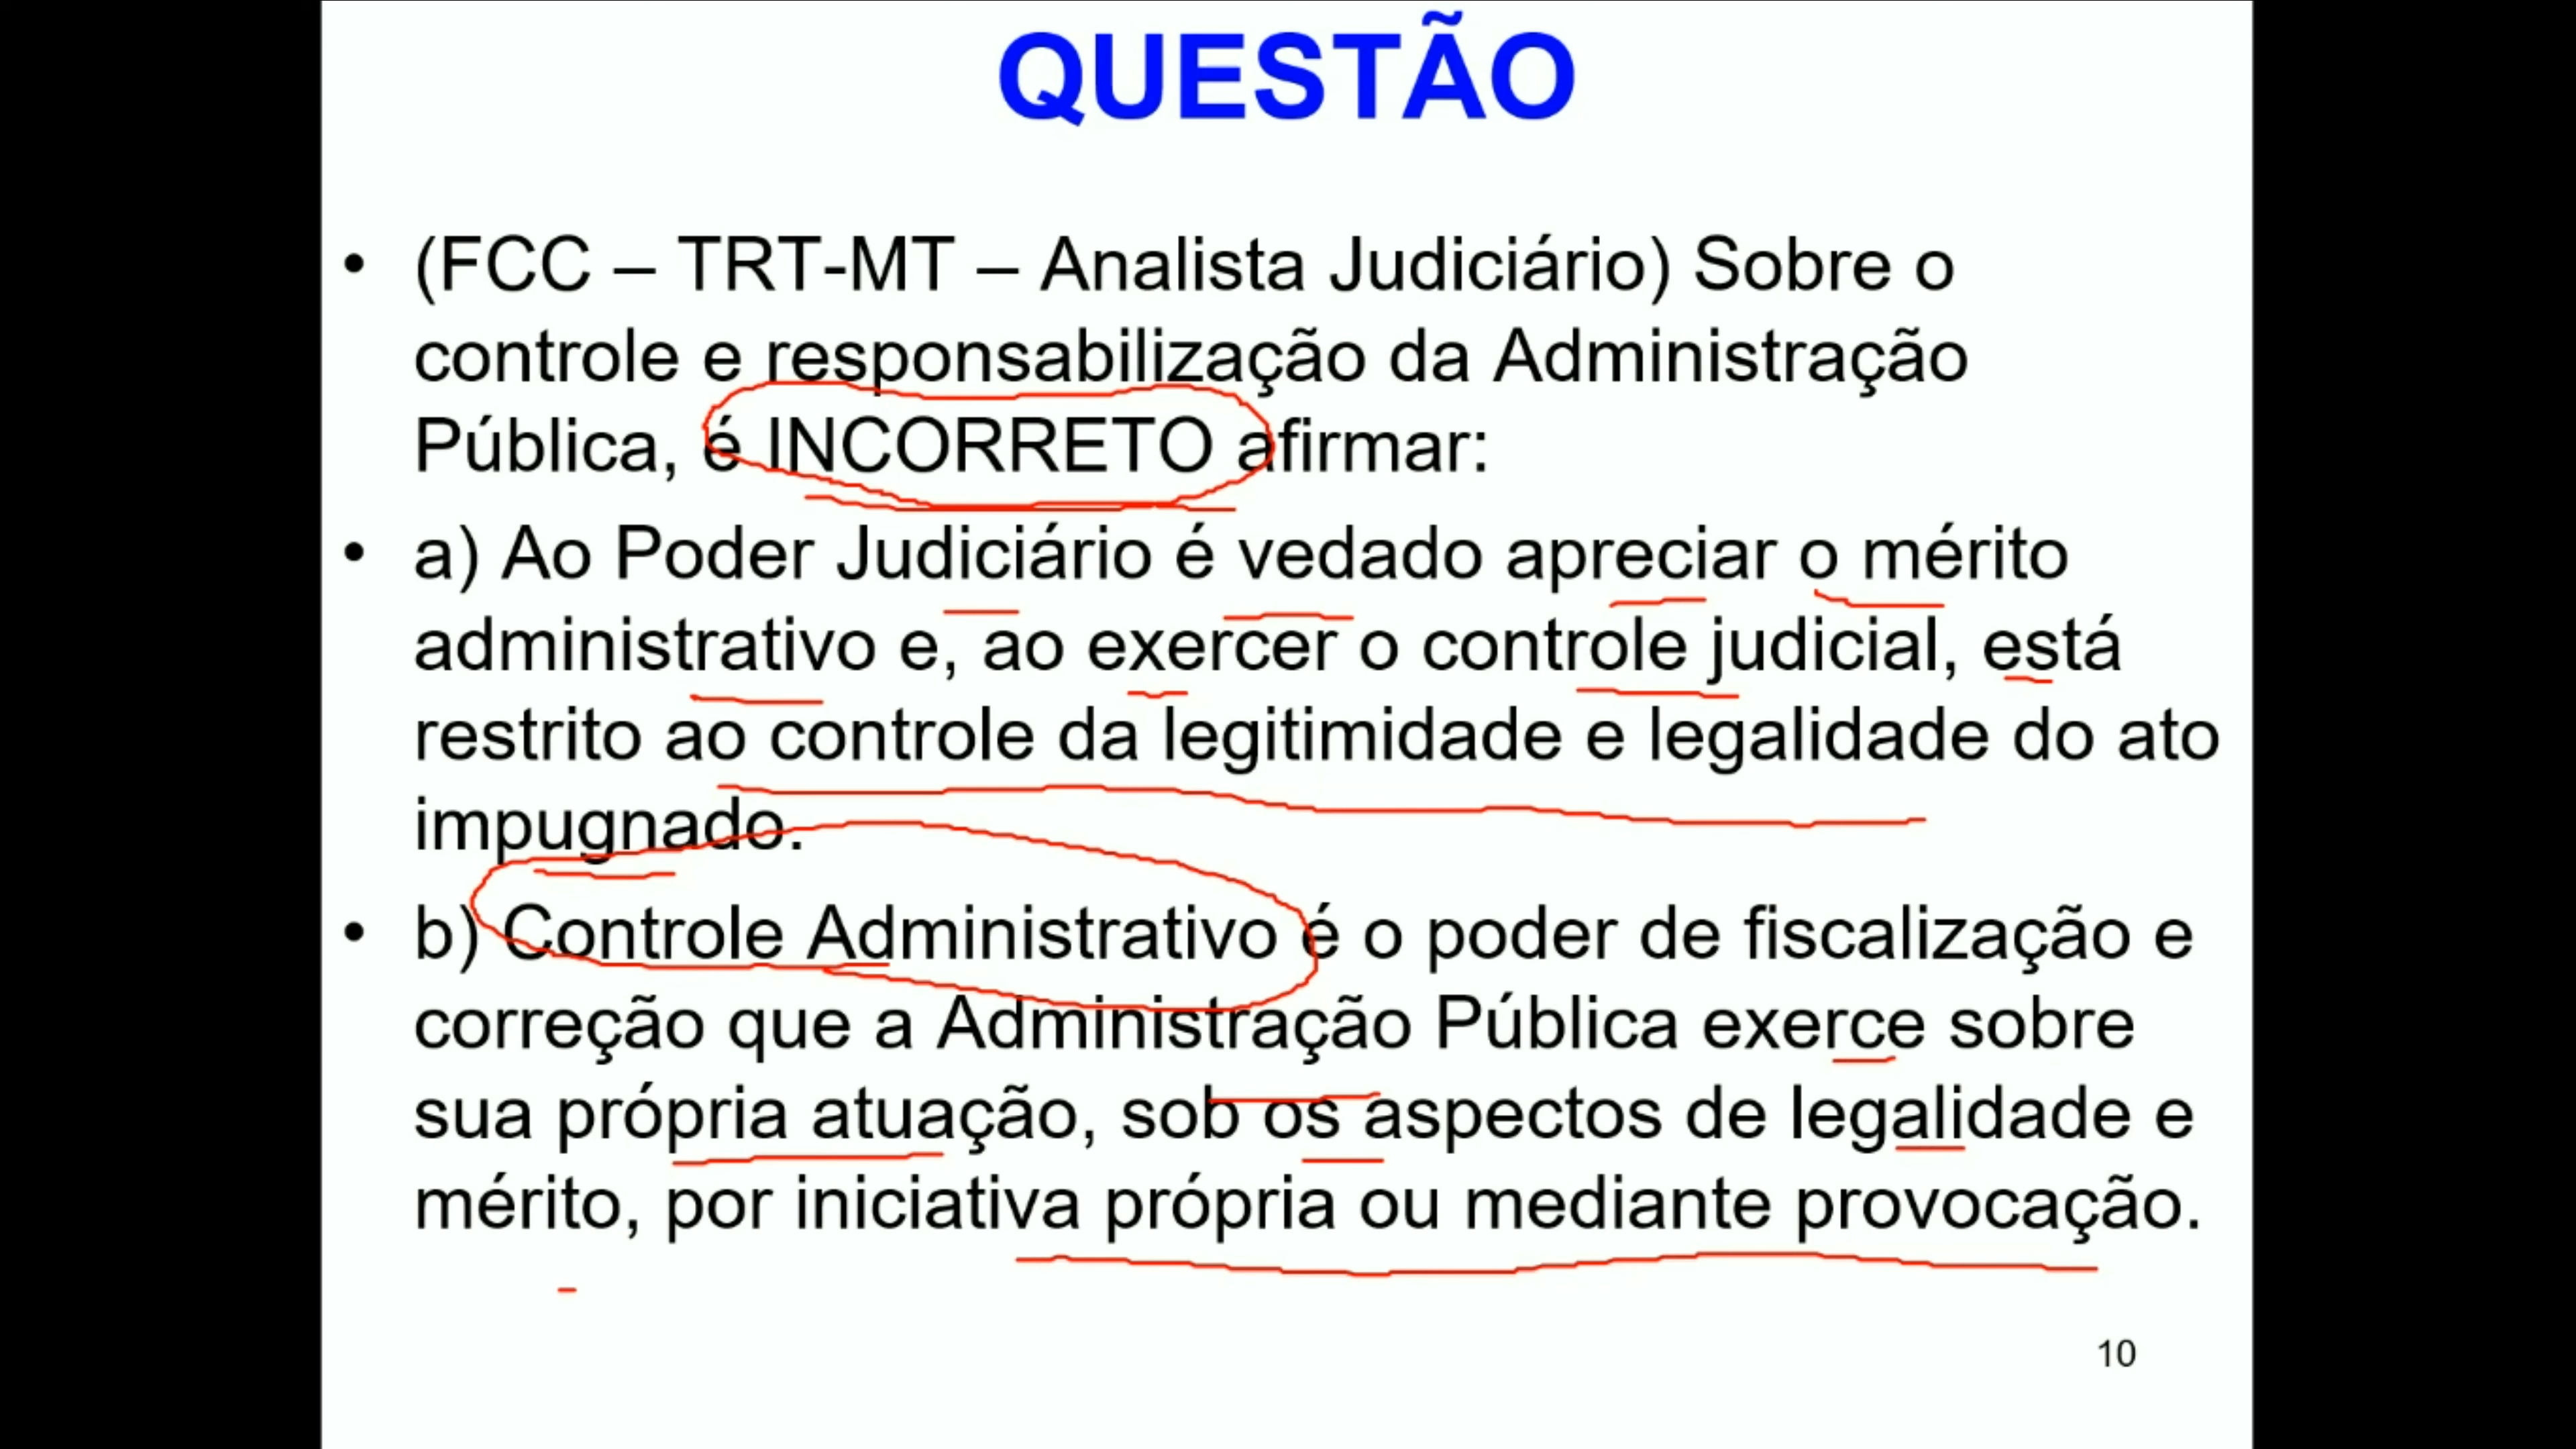 QUESTÃO
• (FCC – TRT-MT – Analista Judiciário) Sobre o
controle e responsabilização da Administração
Pública, é INCORRETO afirmar:
• a) Ao Poder Judiciário é vedado apreciar o mérito
administrativo e, ao exercer o controle judicial, está
restrito ao controle da legitimidade e legalidade do ato
impugnado.
• b) Controle Administrativo é o poder de fiscalização e
correção que a Administração Pública exerce sobre
sua própria atuação, sob os aspectos de legalidade e
mérito, por iniciativa própria ou mediante provocação.
10